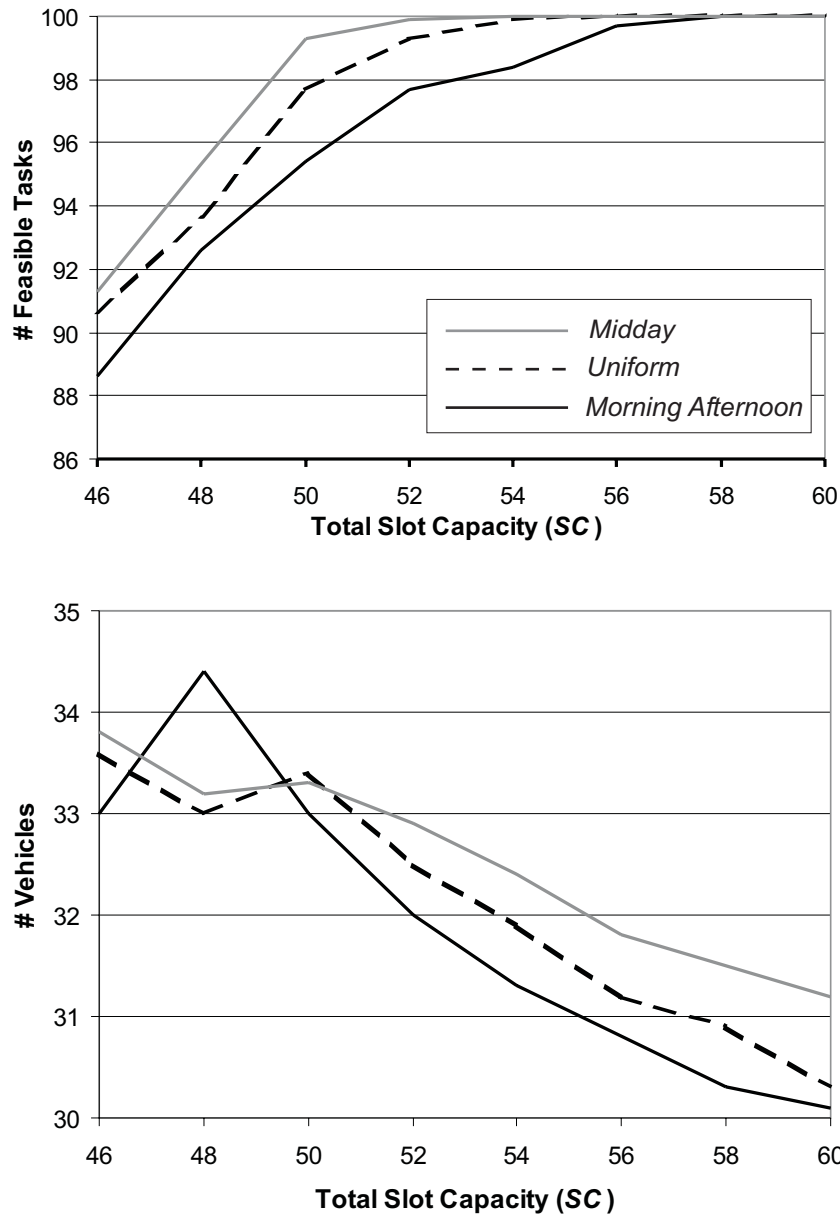 100
98
96
94
92
90
88
86
# Feasible Tasks
Midday
Uniform
Morning Afternoon
46 48 50 52 54 56 58 60
Total Slot Capacity (SC )
35
34
33
32
31
30
# Vehicles
46 48 50 52 54 56 58 60
Total Slot Capacity (SC )